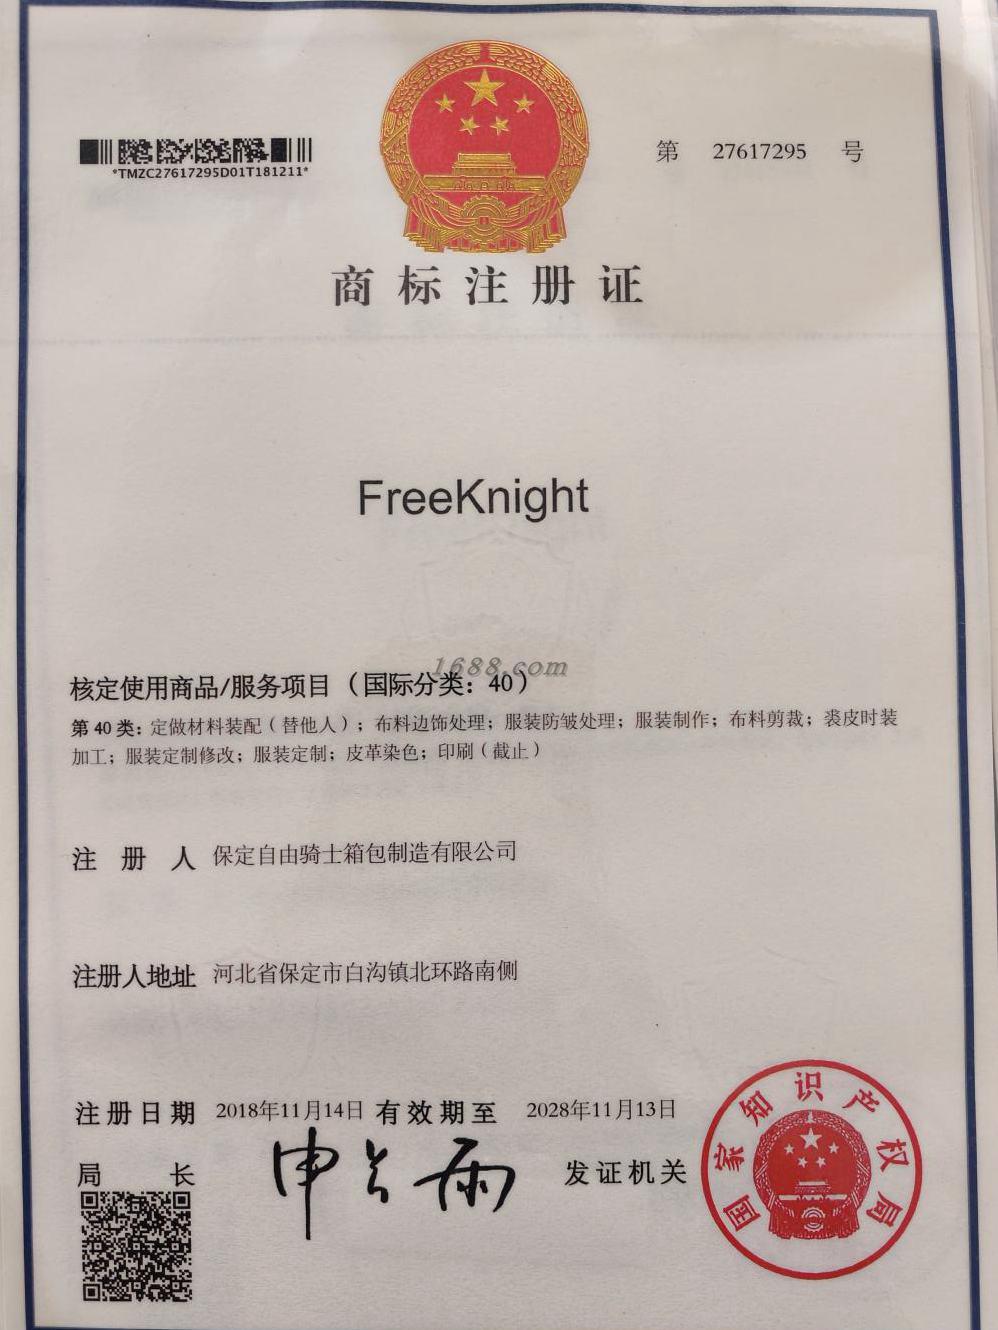 第 27617295 号
*TMZC27617295D01T181211*
商标注册证
FreeKnight
1688.com
核定使用商品/服务项目（国际分类：40）
第 40 类：定做材料装配（替他人）；布料边饰处理；服装防皱处理；服装制作；布料剪裁；裘皮时装
加工；服装定制修改；服装定制；皮革染色；印刷（截止）
注 册 人 保定自由骑士箱包制造有限公司
注册人地址 河北省保定市白沟镇北环路南侧
注册日期 2018年11月14日 有效期至 2028年11月13日
局 长 申长雨 发证机关
国家知识产权局